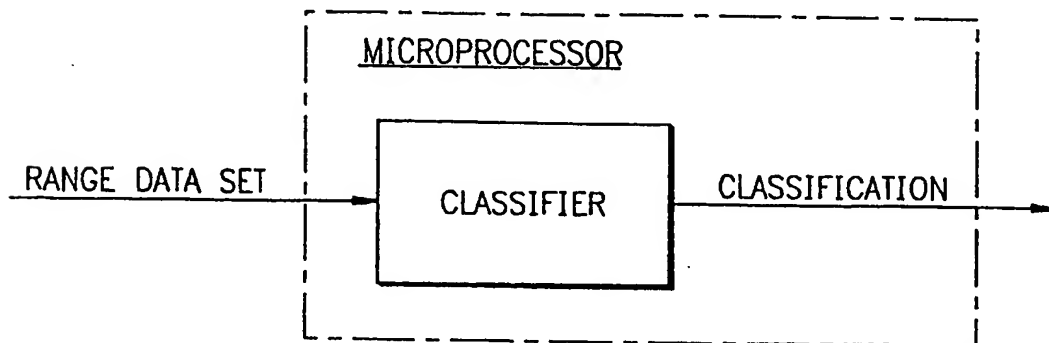 MICROPROCESSOR
RANGE DATA SET
CLASSIFIER
CLASSIFICATION